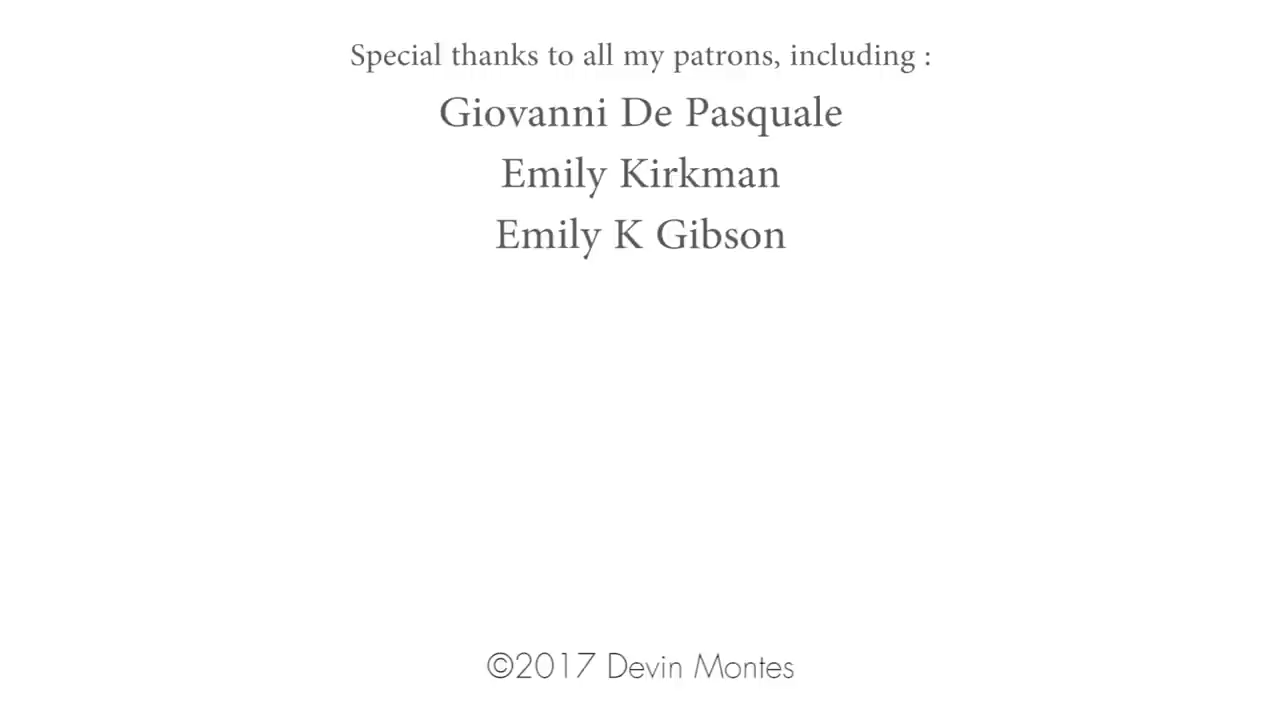 Special thanks to all my patrons, including :
Giovanni De Pasquale
Emily Kirkman
Emily K Gibson
©2017 Devin Montes